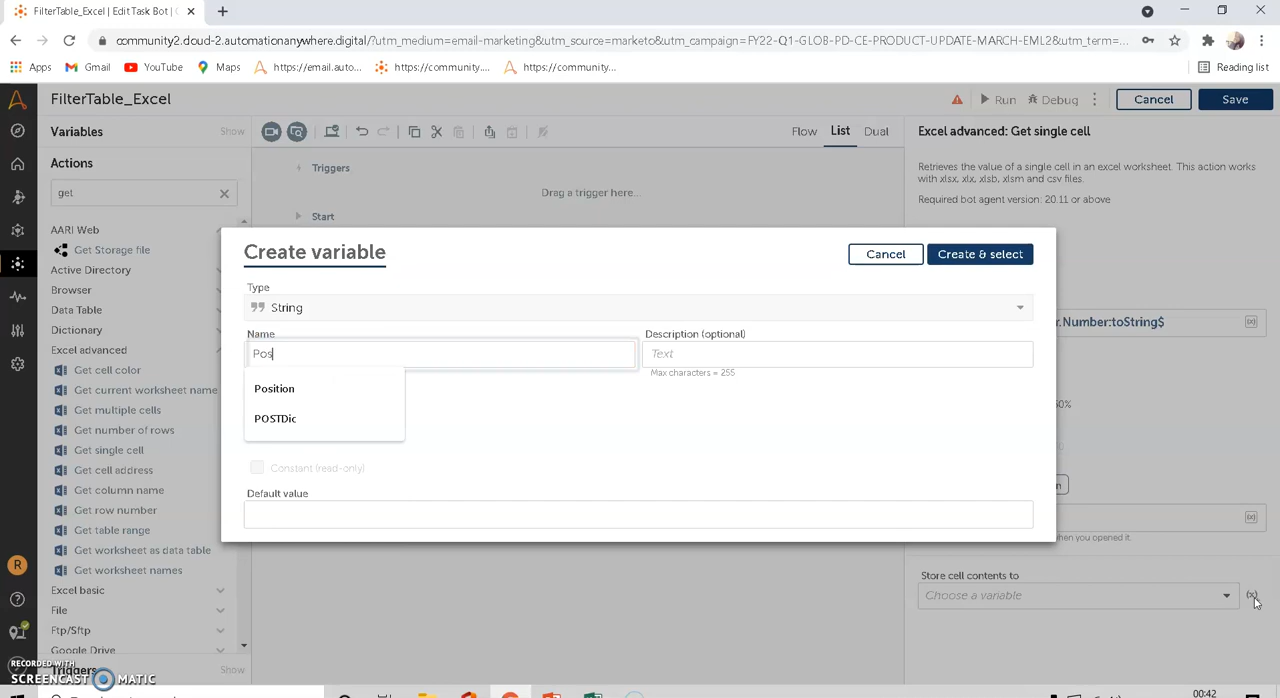 FilterTable_Excel | Edit Task Bot |
community2.cloud-2.automationanywhere.digital/?utm_medium=email-marketing&utm_source=marketo&utm_campaign=FY22-Q1-GLOB-PD-CE-PRODUCT-UPDATE-MARCH-EML2&utm_term=...
Apps Gmail YouTube Maps https://email.auto... https://community.... https://community... Reading list
FilterTable_Excel Run Debug Cancel Save
Variables Show Flow List Dual Excel advanced: Get single cell
Actions Triggers
Retrieves the value of a single cell in an excel worksheet. This action works
with xlsx, xlx, xlsb, xlsm and csv files.
get Drag a trigger here...
Required bot agent version: 20.11 or above
Start
AARI Web
Get Storage file
Active Directory
Browser
Data Table
Dictionary
Excel advanced
Get cell color
Get current worksheet name
Get multiple cells
Get number of rows
Get single cell
Get cell address
Get column name
Get row number
Get table range
Get worksheet as data table
Get worksheet names
Excel basic
File
Ftp/Sftp
Google Drive
Triggers Show
Create variable Cancel Create & select
Type
String
Name Description (optional)
Pos Text
Max characters = 255
Position
POSTDic
Constant (read-only)
Default value
r.Number:toString$ (x)
50%
n
(x)
when you opened it.
Store cell contents to
Choose a variable (x)
R
RECORDED WITH
SCREENCAST MATIC
00:42